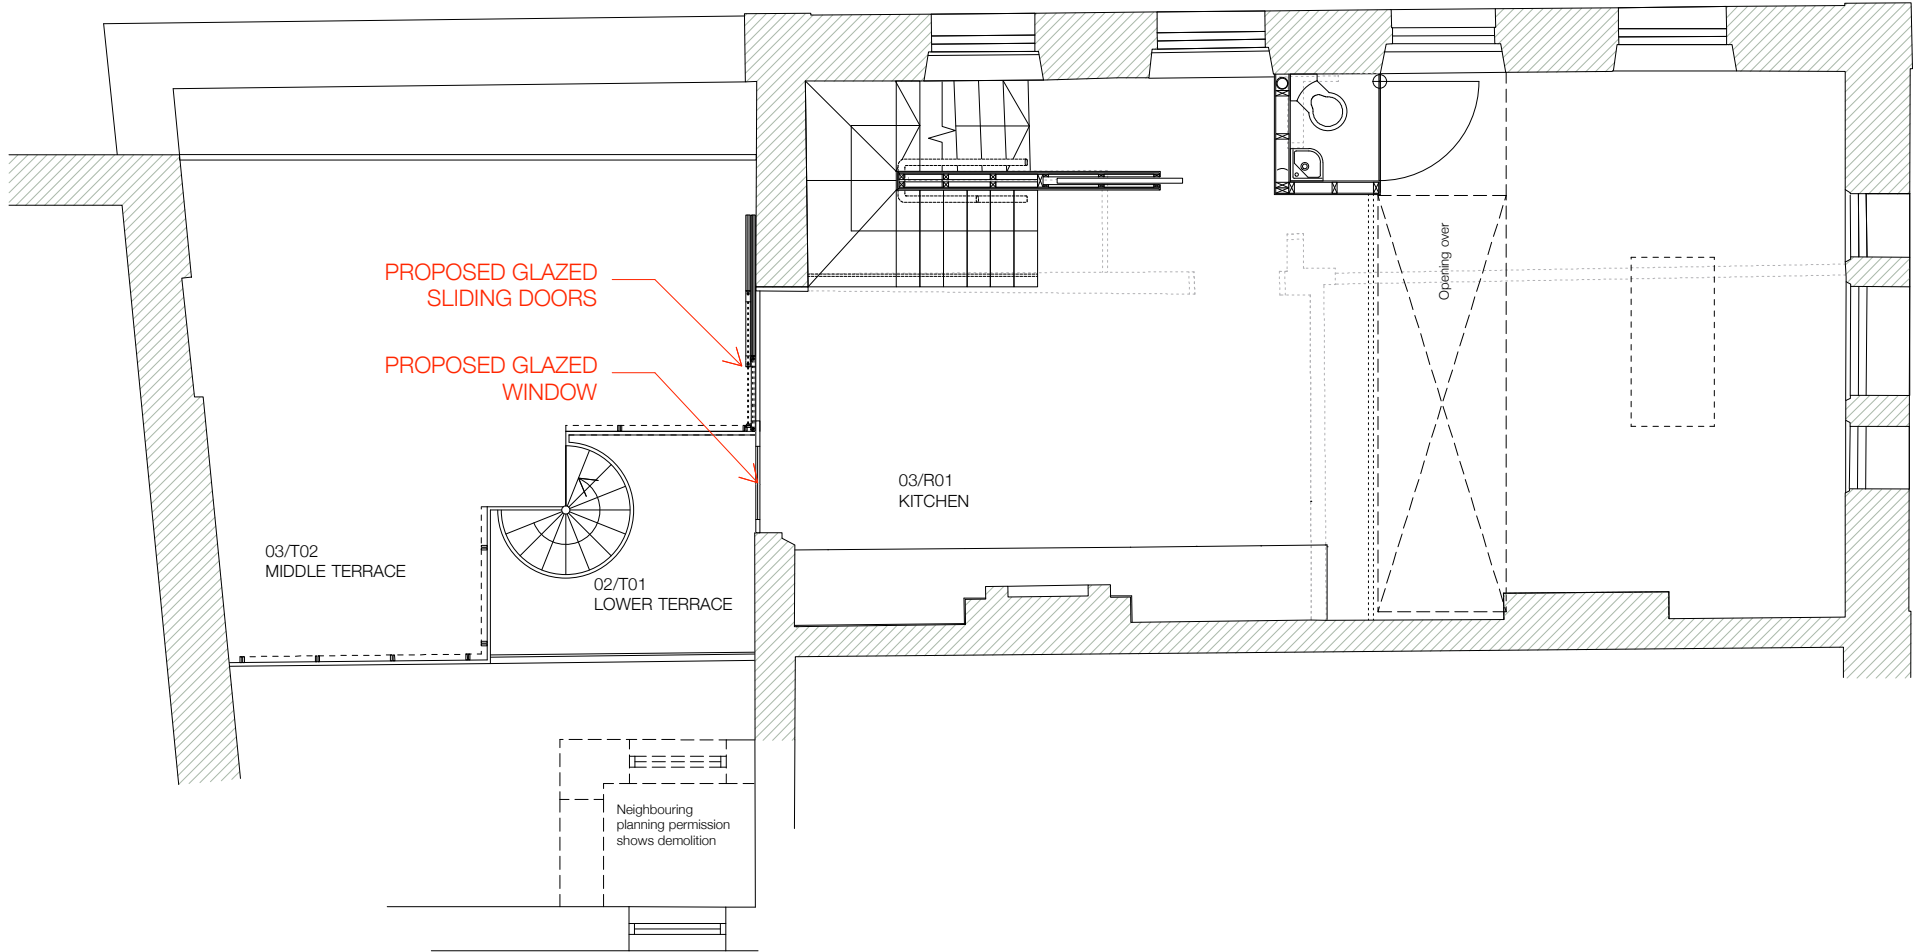 PROPOSED GLAZED
SLIDING DOORS
PROPOSED GLAZED
WINDOW
Opening over
03/R01
KITCHEN
03/T02
MIDDLE TERRACE
02/T01
LOWER TERRACE
Neighbouring
planning permission
shows demolition